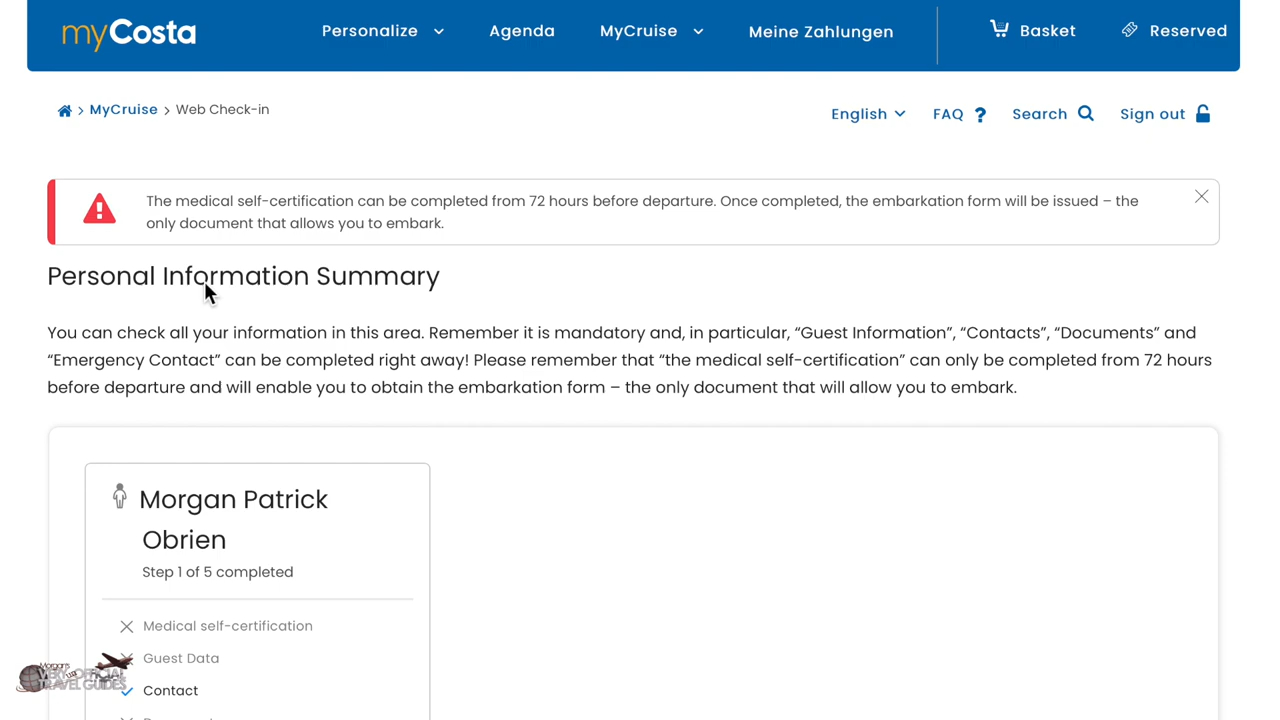 myCosta
Personalize
Agenda
MyCruise
Meine Zahlungen
Basket
Reserved
MyCruise > Web Check-in
English
FAQ ?
Search
Sign out
The medical self-certification can be completed from 72 hours before departure. Once completed, the embarkation form will be issued – the
only document that allows you to embark.
Personal Information Summary
You can check all your information in this area. Remember it is mandatory and, in particular, “Guest Information”, “Contacts”, “Documents” and
“Emergency Contact” can be completed right away! Please remember that “the medical self-certification” can only be completed from 72 hours
before departure and will enable you to obtain the embarkation form – the only document that will allow you to embark.
Morgan Patrick
Obrien
Step 1 of 5 completed
Medical self-certification
Guest Data
Contact
Morgan's
VERY UNOFFICIAL
TRAVEL GUIDES